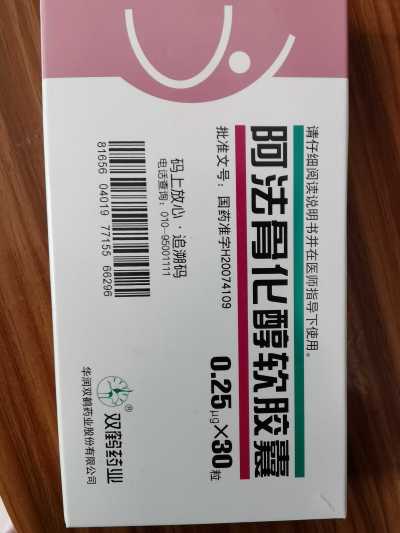 请仔细阅读说明书并在医师指导下使用。
阿法骨化醇软胶囊
0.25μg×30粒
批准文号：国药准字H20074109
码上放心·追溯码
电话查询：010-95001111
81656 04019 77155 66296
双鹤药业®
华润双鹤药业股份有限公司